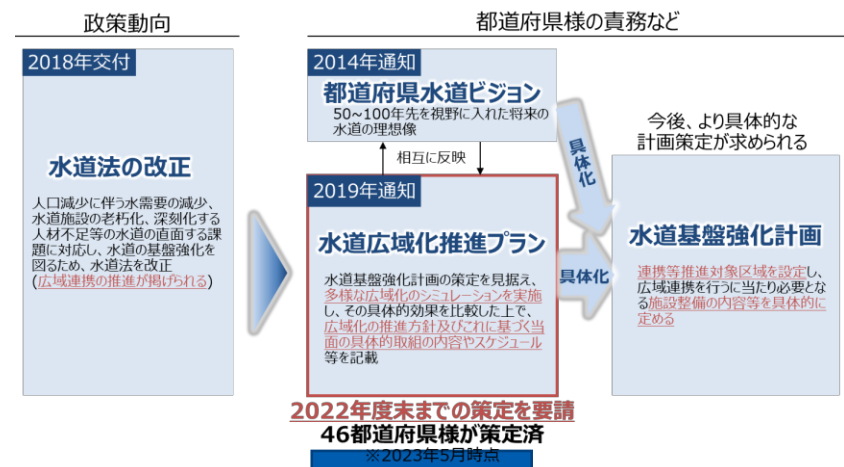 政策動向
都道府県様の責務など
2018年交付
水道法の改正
人口減少に伴う水需要の減少、
水道施設の老朽化、深刻化する
人材不足等の水道の直面する課
題に対応し、水道の基盤強化を
図るため、水道法を改正
(広域連携の推進が掲げられる)
2014年通知
都道府県水道ビジョン
50~100年先を視野に入れた将来の
水道の理想像
相互に反映
2019年通知
水道広域化推進プラン
水道基盤強化計画の策定を見据え、
多様な広域化のシミュレーションを実施
し、その具体的効果を比較した上で、
広域化の推進方針及びこれに基づく当
面の具体的取組の内容やスケジュール
等を記載
2022年度末までの策定を要請
46都道府県様が策定済
※2023年5月時点
具体化
具体化
今後、より具体的な
計画策定が求められる
水道基盤強化計画
連携等推進対象区域を設定し、
広域連携を行うに当たり必要とな
る施設整備の内容等を具体的に
定める